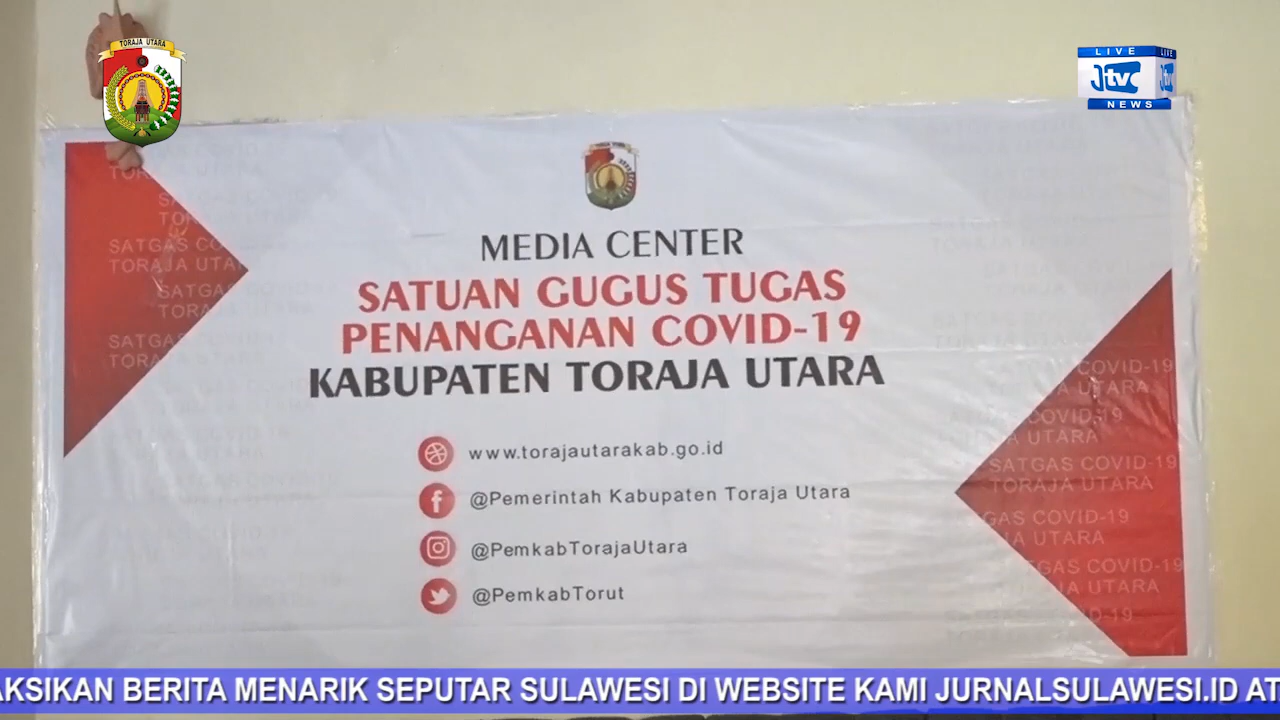 TORAJA UTARA
LIVE
Jtvc
NEWS
MEDIA CENTER
SATUAN GUGUS TUGAS
PENANGANAN COVID-19
KABUPATEN TORAJA UTARA
www.torajautarakab.go.id
@Pemerintah Kabupaten Toraja Utara
@PemkabTorajaUtara
@PemkabTorut
SATGAS COVID-19
TORAJA UTARA
AKSIKAN BERITA MENARIK SEPUTAR SULAWESI DI WEBSITE KAMI JURNALSULAWESI.ID AT